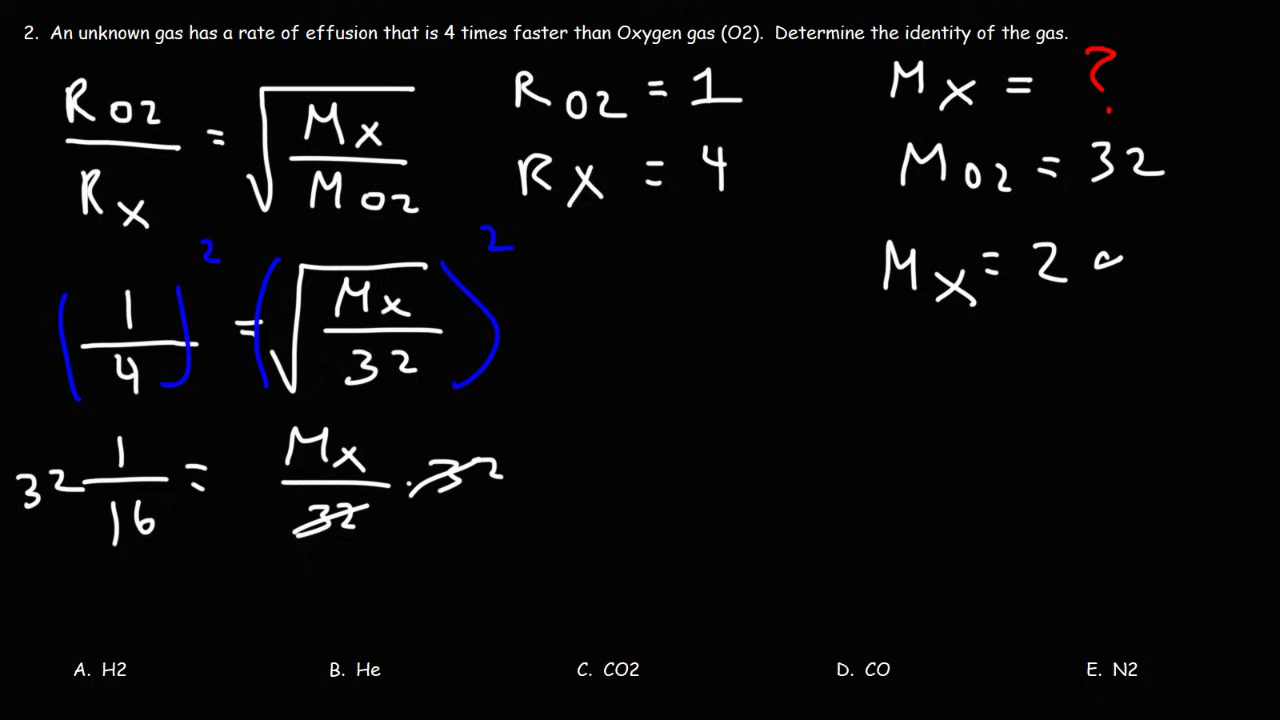 2. An unknown gas has a rate of effusion that is 4 times faster than Oxygen gas (O2). Determine the identity of the gas.
RO2 / RX = √(MX / MO2)
RO2 = 1
RX = 4
MX = ?
MO2 = 32
MX = 2
(1/4)² = (√(MX / 32))²
32 1/16 = MX / 32 · 32
A. H2
B. He
C. CO2
D. CO
E. N2